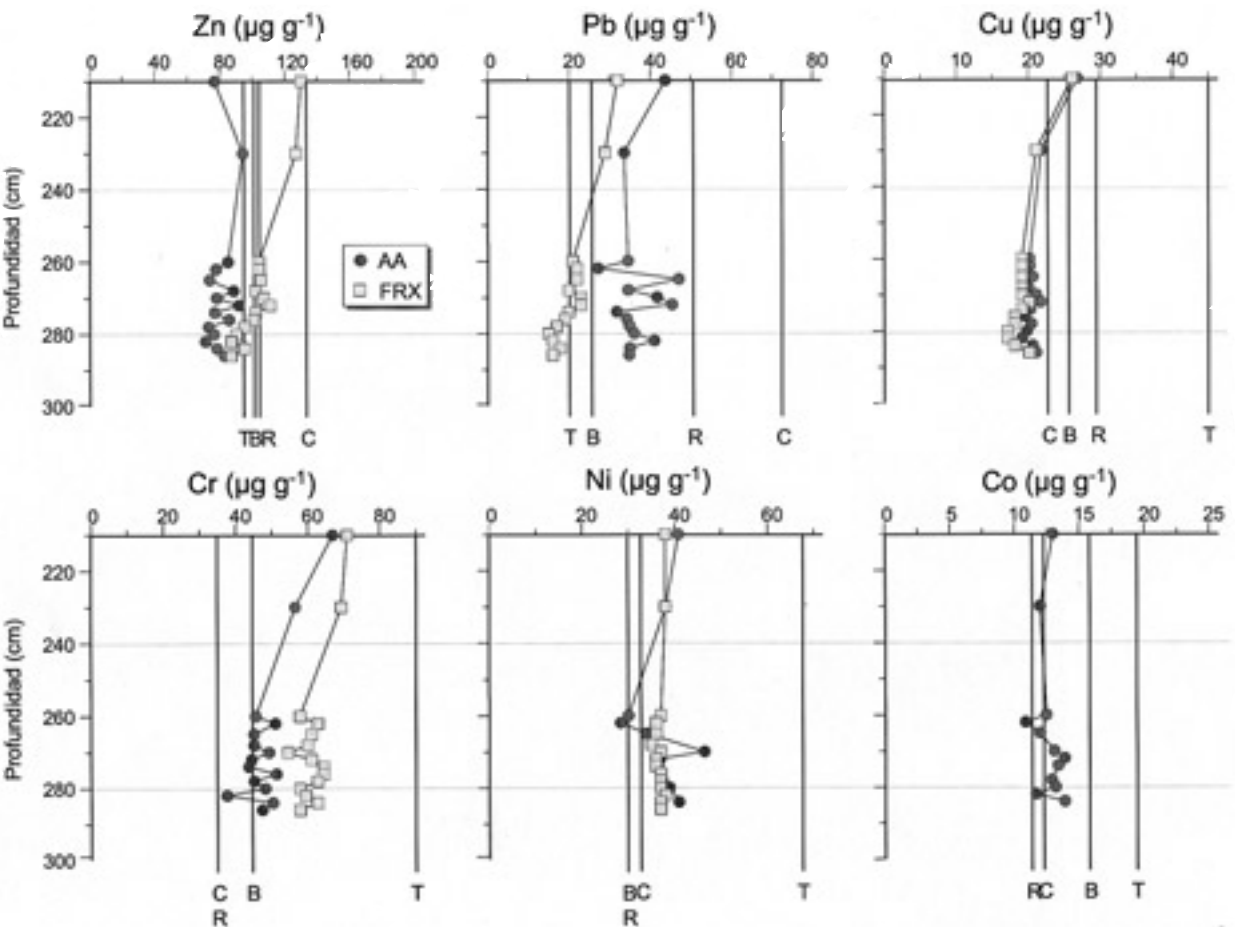 Zn (µg g⁻¹)
0 40 80 120 160 200
Pb (µg g⁻¹)
0 20 40 60 80
Cu (µg g⁻¹)
0 10 20 30 40
Profundidad (cm)
220
240
260
280
300
AA
FRX
TBR C
T B R C
C B R T
Cr (µg g⁻¹)
0 20 40 60 80
Ni (µg g⁻¹)
0 20 40 60
Co (µg g⁻¹)
0 5 10 15 20 25
Profundidad (cm)
220
240
260
280
300
C B T
R
BC T
R
RC B T